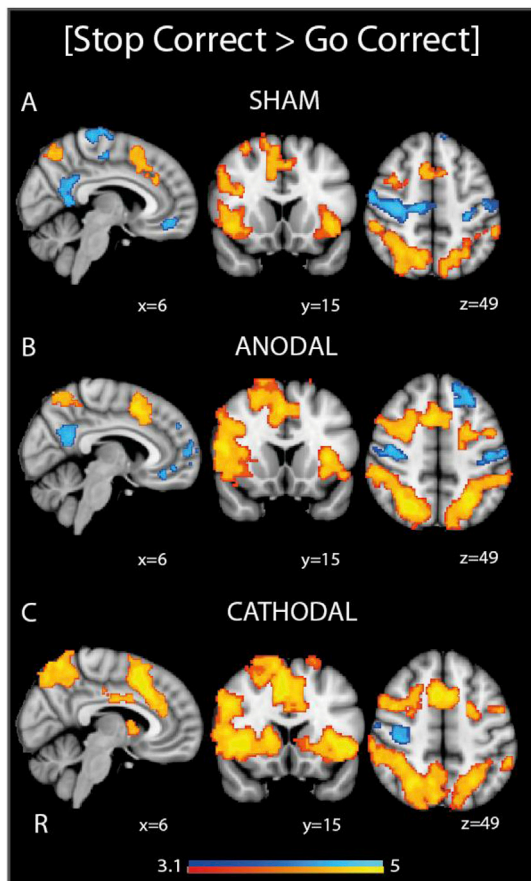 [Stop Correct > Go Correct]
A SHAM
x=6 y=15 z=49
B ANODAL
x=6 y=15 z=49
C CATHODAL
R x=6 y=15 z=49
3.1 5